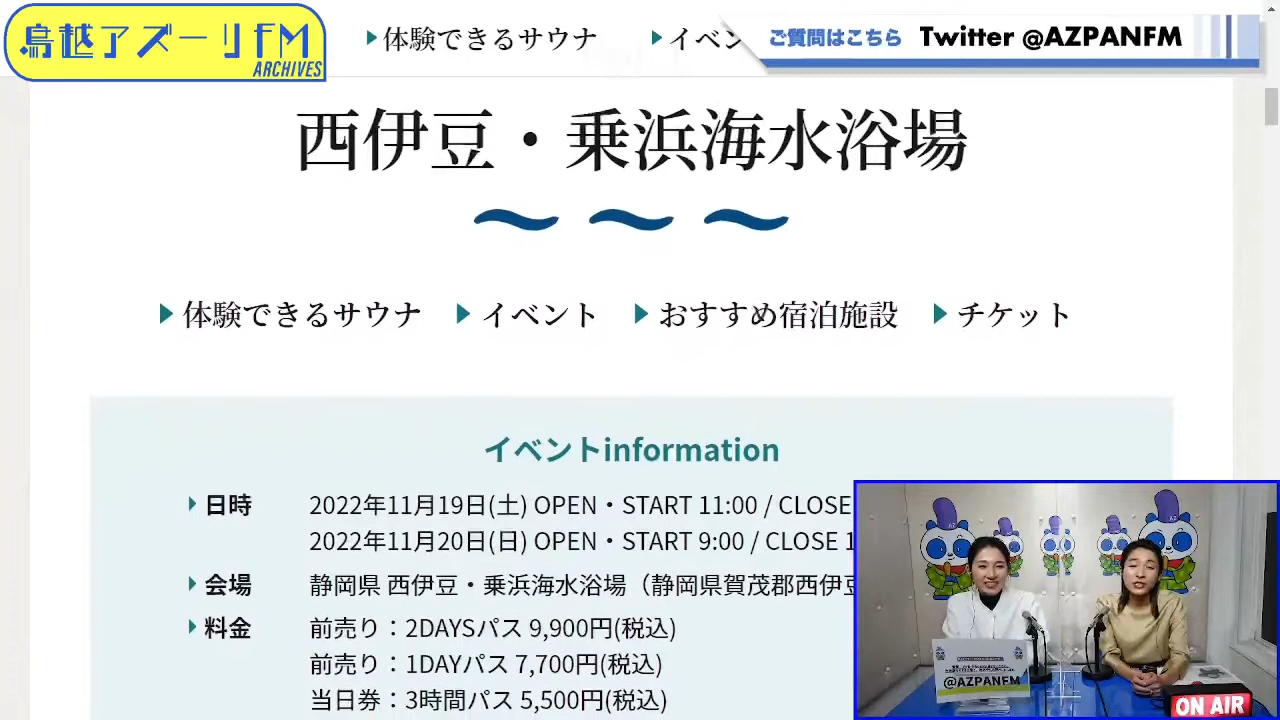 鳥越アズーリFM
ARCHIVES
体験できるサウナ
イベン
ご質問はこちら Twitter @AZPANFM
西伊豆・乗浜海水浴場
体験できるサウナ
イベント
おすすめ宿泊施設
チケット
イベントinformation
日時 2022年11月19日(土) OPEN・START 11:00 / CLOSE
2022年11月20日(日) OPEN・START 9:00 / CLOSE 1
会場 静岡県 西伊豆・乗浜海水浴場（静岡県賀茂郡西伊豆
料金 前売り：2DAYSパス 9,900円(税込)
前売り：1DAYパス 7,700円(税込)
当日券：3時間パス 5,500円(税込)
@AZPANFM
ON AIR